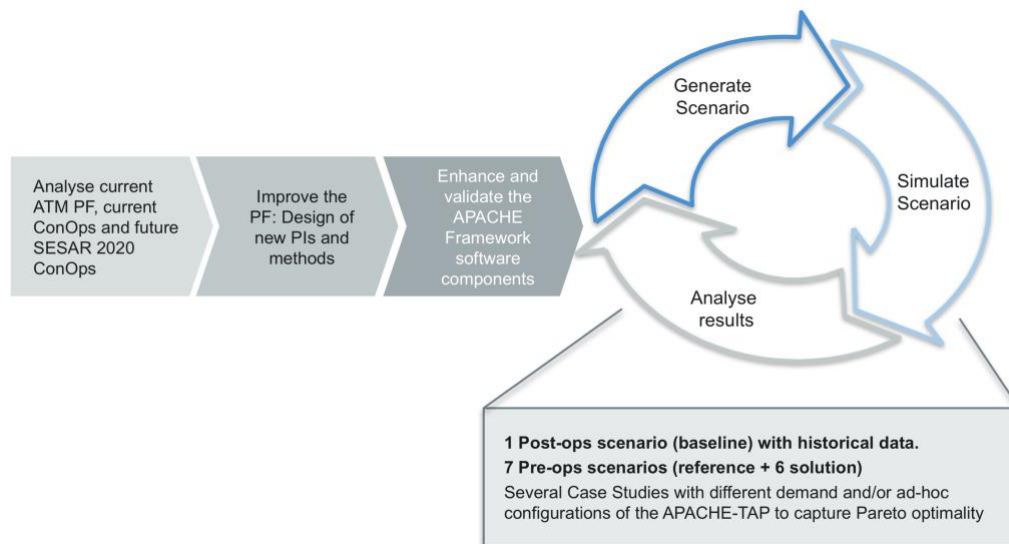 Analyse current
ATM PF, current
ConOps and future
SESAR 2020
ConOps
Improve the
PF: Design of
new PIs and
methods
Enhance and
validate the
APACHE
Framework
software
components
Generate
Scenario
Simulate
Scenario
Analyse
results
1 Post-ops scenario (baseline) with historical data.
7 Pre-ops scenarios (reference + 6 solution)
Several Case Studies with different demand and/or ad-hoc
configurations of the APACHE-TAP to capture Pareto optimality